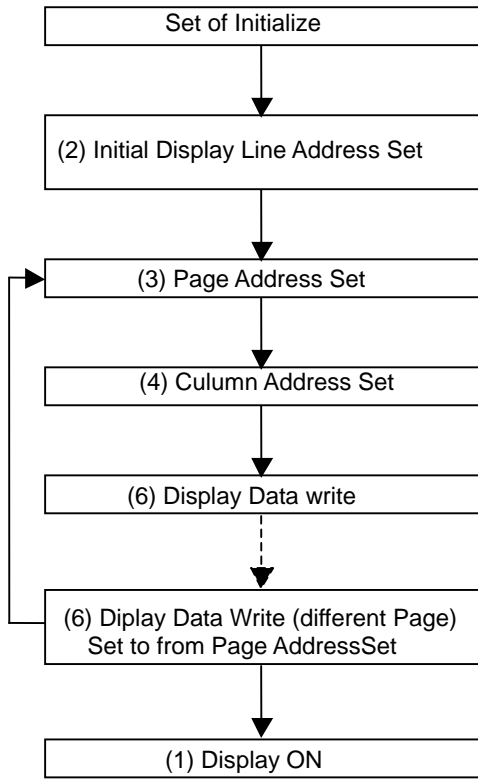 Set of Initialize
(2) Initial Display Line Address Set
(3) Page Address Set
(4) Culumn Address Set
(6) Display Data write
(6) Diplay Data Write (different Page)
Set to from Page AddressSet
(1) Display ON